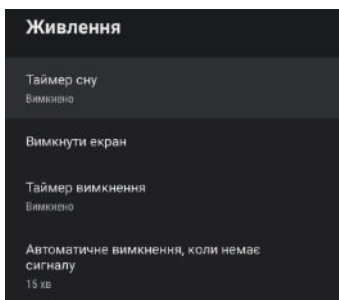 Живлення
Таймер сну
Вимкнено
Вимкнути екран
Таймер вимкнення
Вимкнено
Автоматичне вимкнення, коли немає
сигналу
15 хв